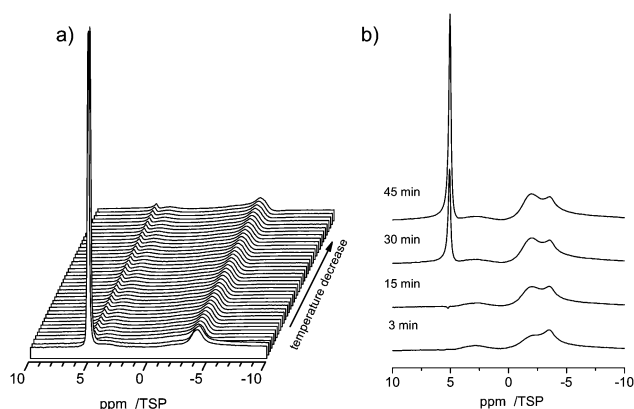 a)
temperature decrease
10 5 0 -5 -10
ppm /TSP
b)
45 min
30 min
15 min
3 min
10 5 0 -5 -10
ppm /TSP